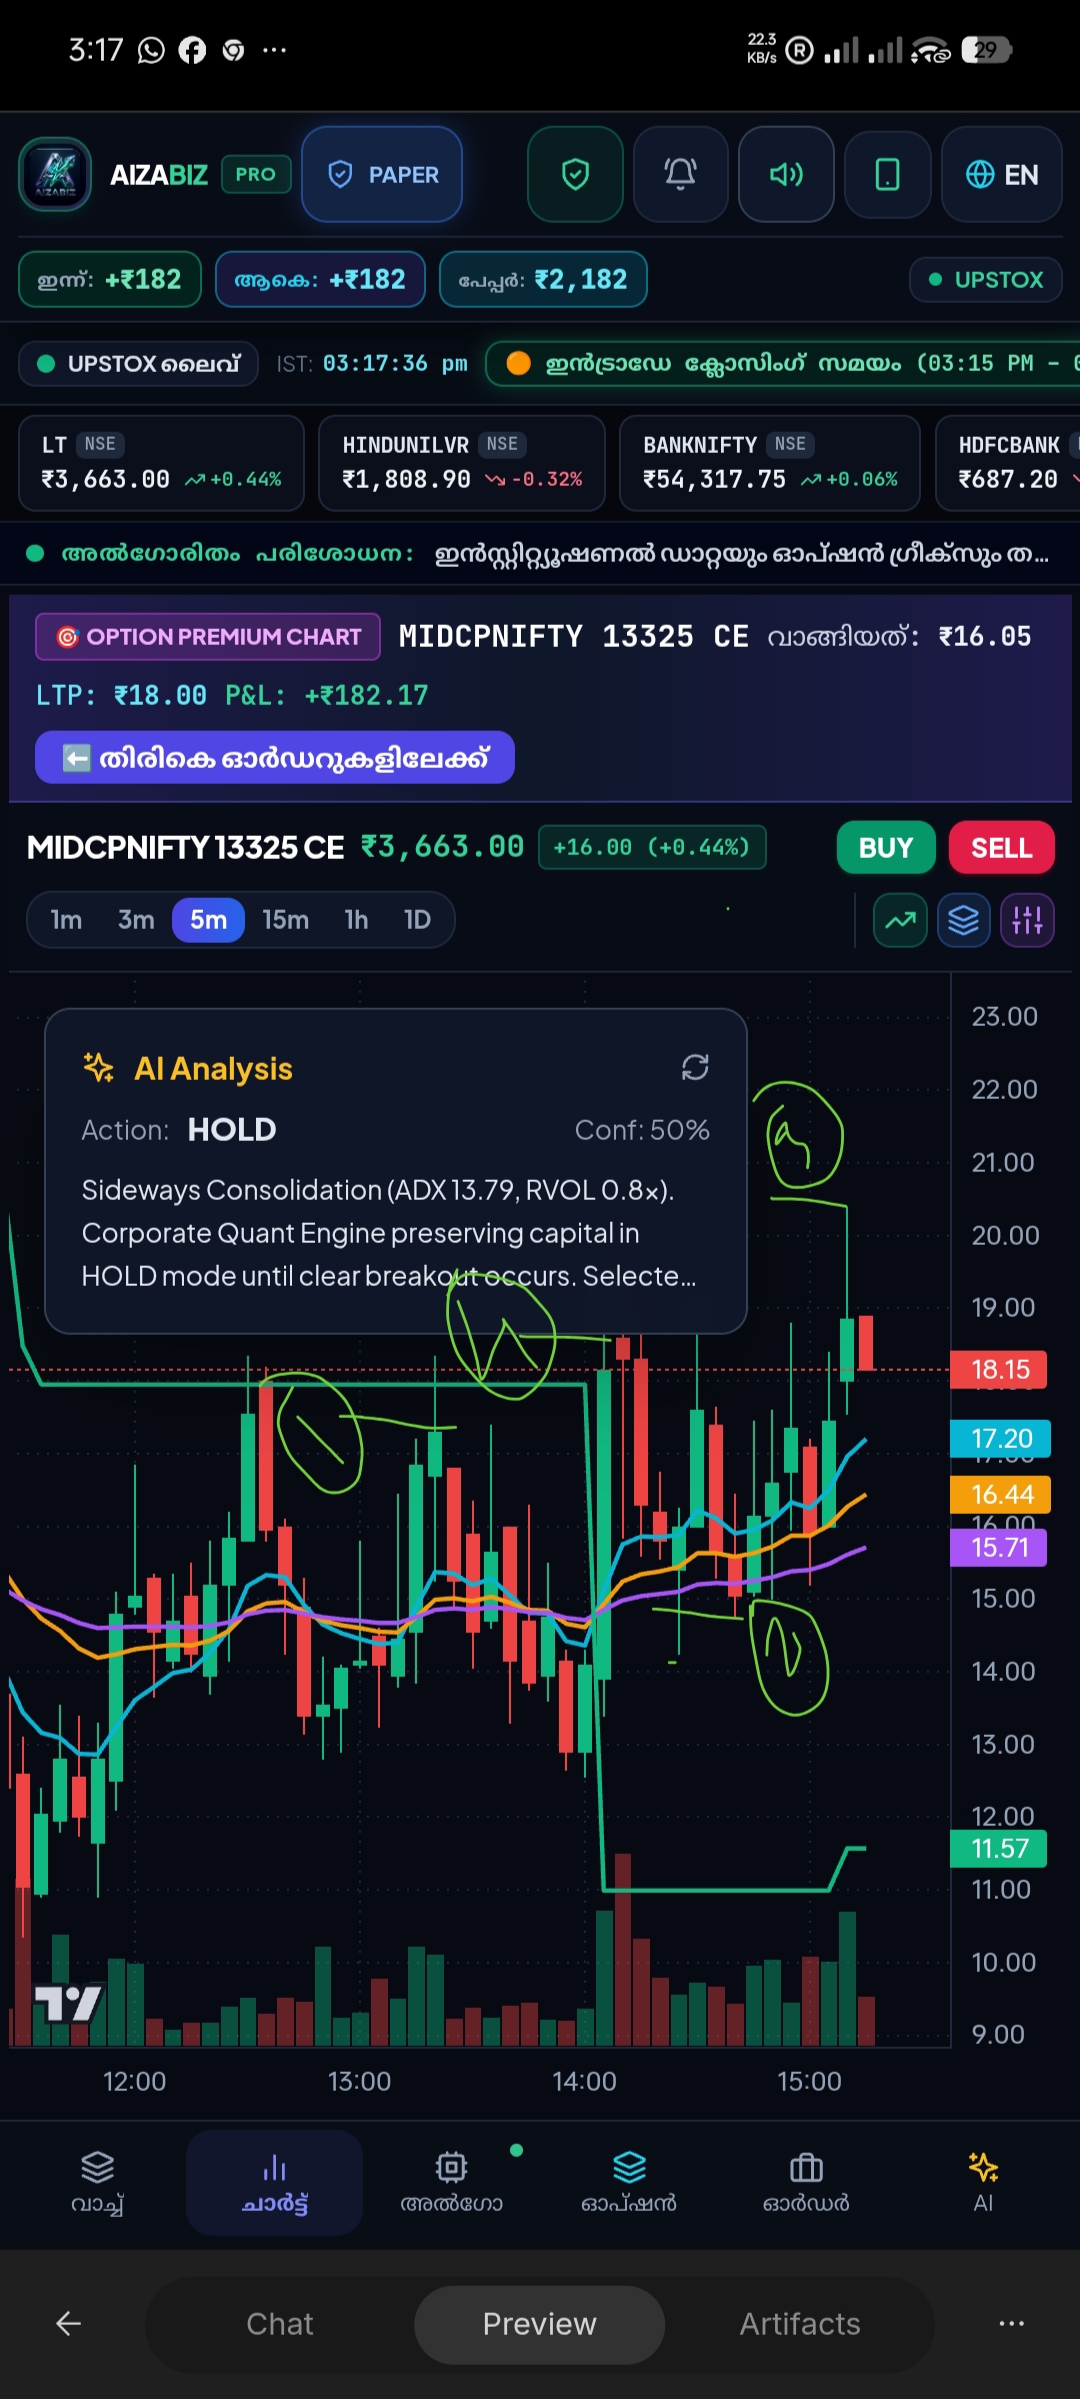 3:17 22.3 KB/s R 29
AIZABIZ PRO PAPER EN
ഇന്ന്: +₹182 ആകെ: +₹182 പേപ്പർ: ₹2,182 UPSTOX
UPSTOX ലൈവ് IST: 03:17:36 pm ഇൻട്രാഡേ ക്ലോസിംഗ് സമയം (03:15 PM –
LT NSE HINDUNILVR NSE BANKNIFTY NSE HDFCBANK
₹3,663.00 +0.44% ₹1,808.90 -0.32% ₹54,317.75 +0.06% ₹687.20
അൽഗോരിതം പരിശോധന: ഇൻസ്റ്റിറ്റ്യൂഷണൽ ഡാറ്റയും ഓപ്ഷൻ ഗ്രീക്സും ത...
OPTION PREMIUM CHART MIDCPNIFTY 13325 CE വാങ്ങിയത്: ₹16.05
LTP: ₹18.00 P&L: +₹182.17
തിരികെ ഓർഡറുകളിലേക്ക്
MIDCPNIFTY 13325 CE ₹3,663.00 +16.00 (+0.44%) BUY SELL
1m 3m 5m 15m 1h 1D
AI Analysis
Action: HOLD Conf: 50%
Sideways Consolidation (ADX 13.79, RVOL 0.8×).
Corporate Quant Engine preserving capital in
HOLD mode until clear breakout occurs. Selecte...
23.00
22.00
21.00
20.00
19.00
18.15
17.20
16.44
16.00
15.71
15.00
14.00
13.00
12.00
11.57
11.00
10.00
9.00
12:00 13:00 14:00 15:00
വാച്ച് ചാർട്ട് അൽഗോ ഓപ്ഷൻ ഓർഡർ AI
Chat Preview Artifacts